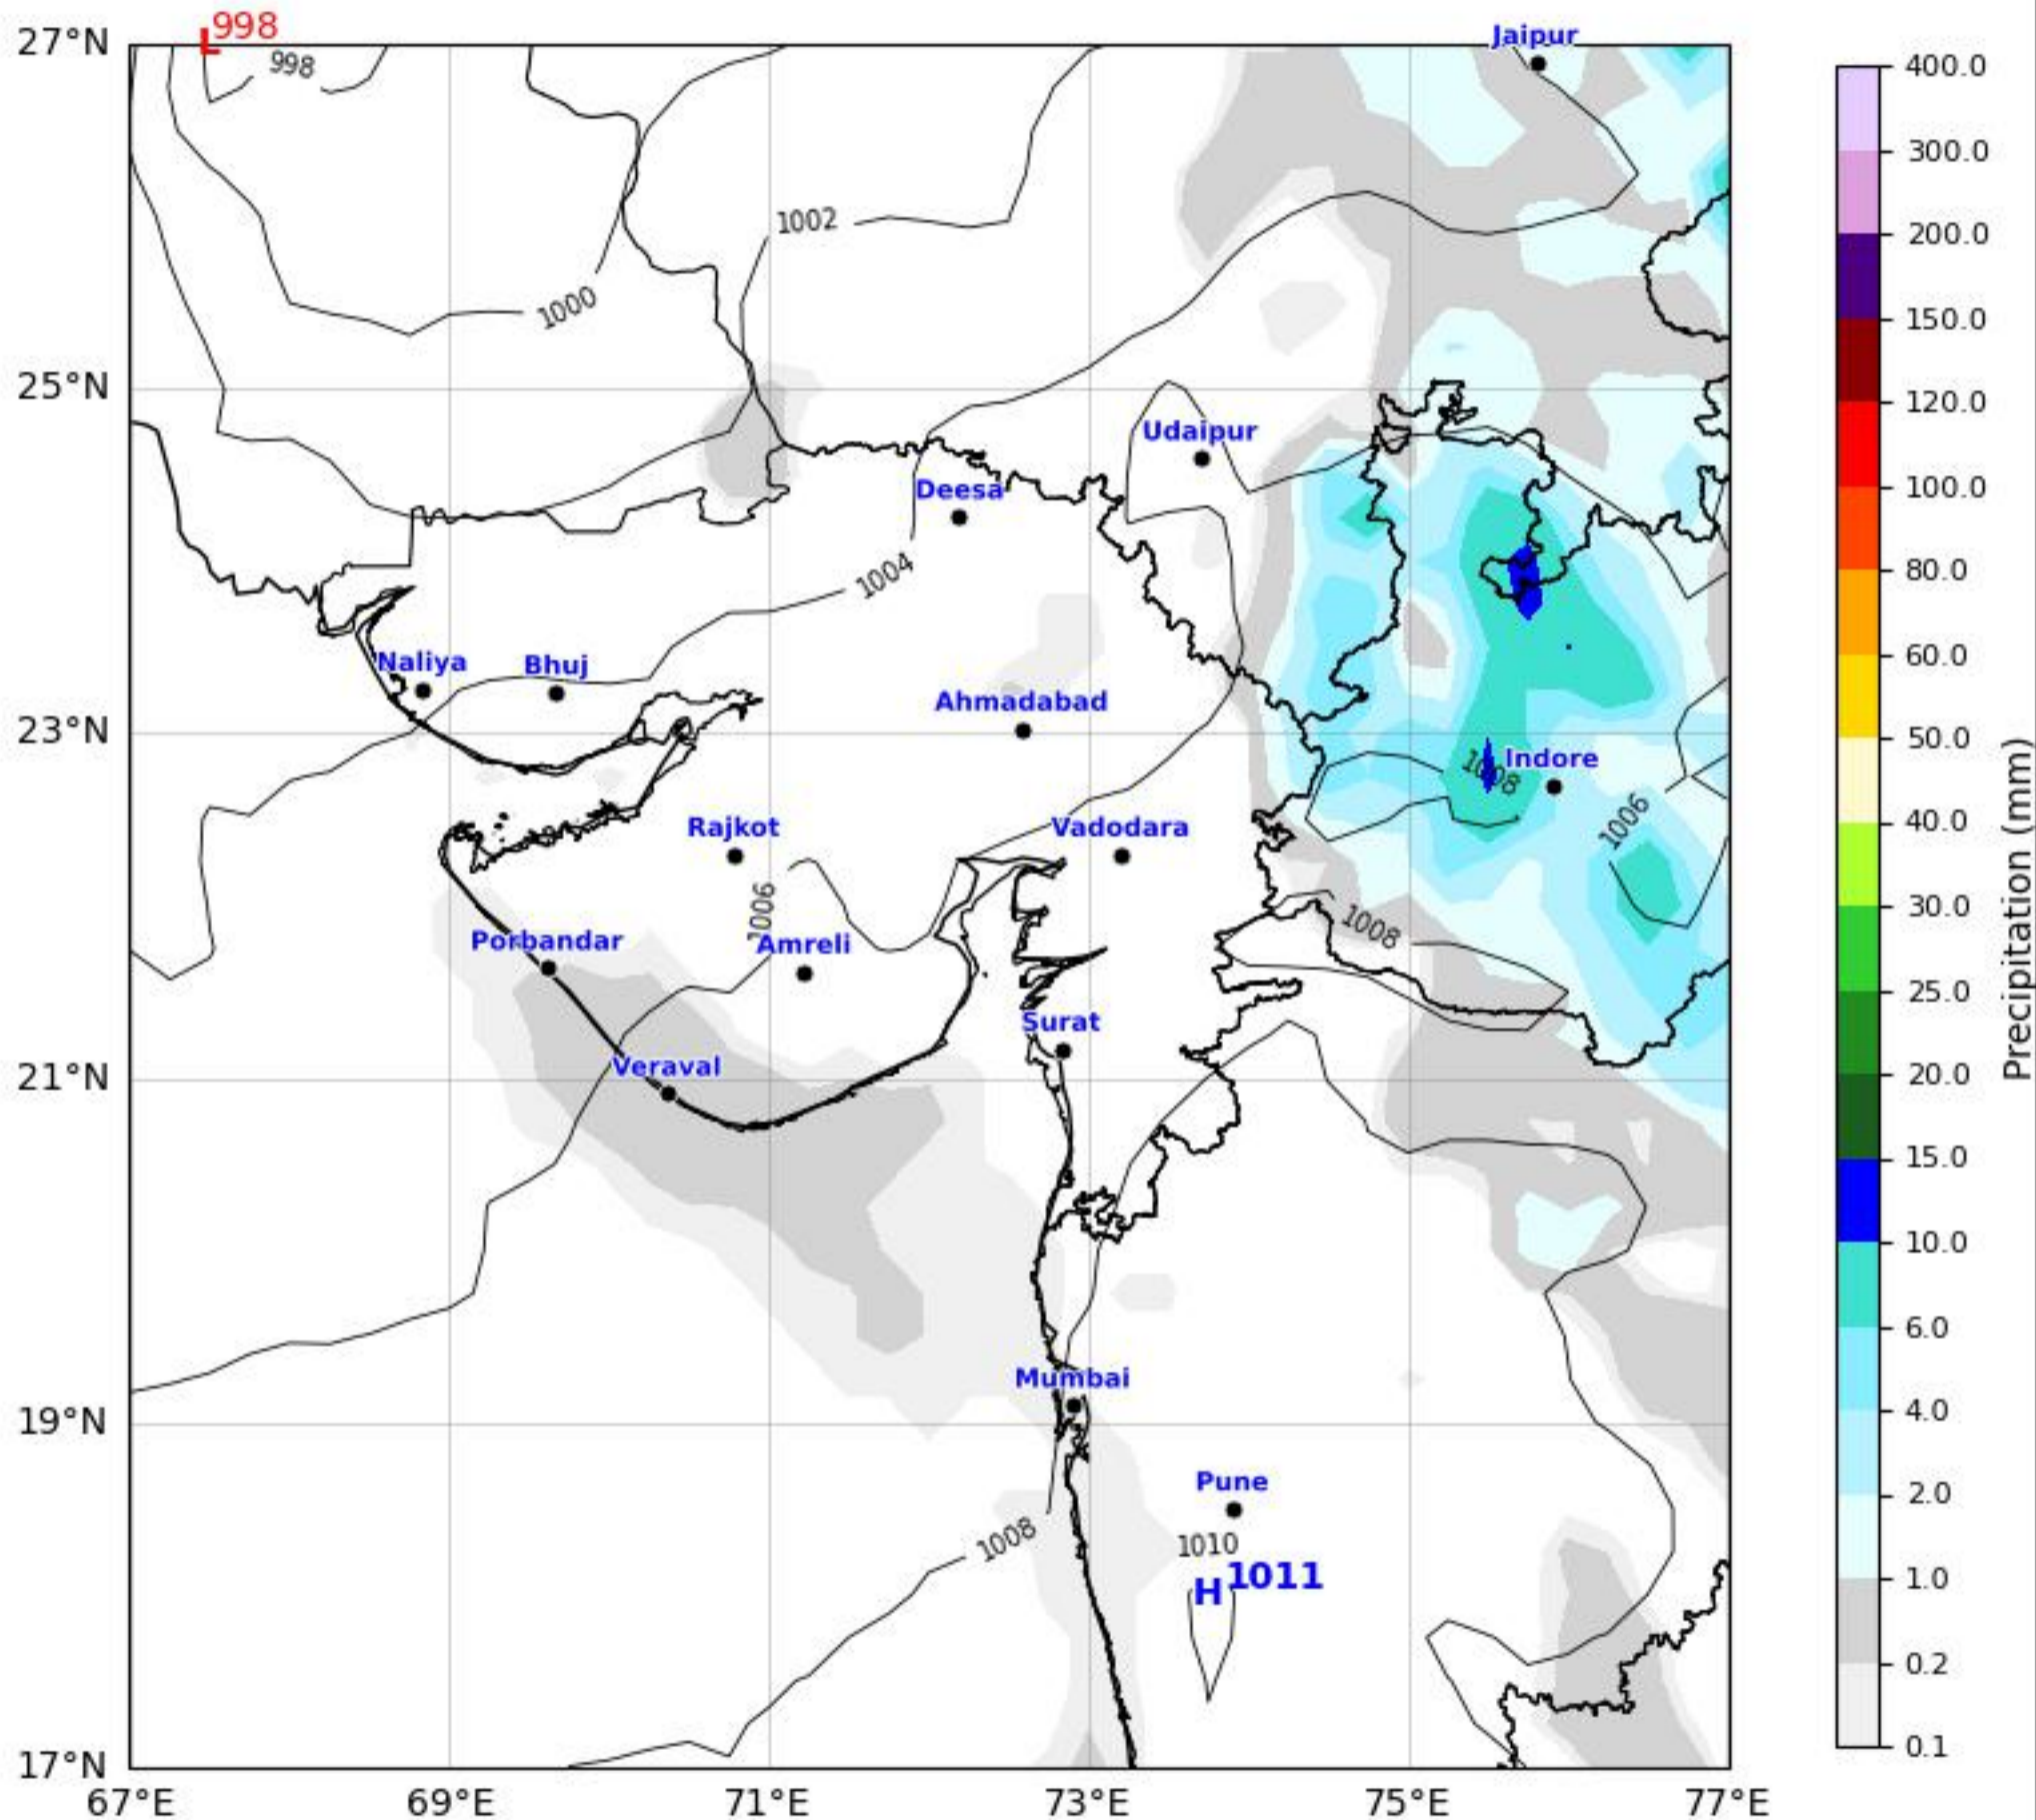 L 998
27°N
998
Jaipur
400.0
300.0
1002
200.0
1000
150.0
25°N
120.0
Udaipur
100.0
Deesa
80.0
1004
60.0
Naliya
Bhuj
Ahmadabad
50.0
23°N
Indore
1008
1006
40.0
Rajkot
Vadodara
30.0
1006
1008
Porbandar
Amreli
25.0
Precipitation (mm)
Surat
20.0
21°N
Veraval
15.0
10.0
6.0
Mumbai
4.0
19°N
Pune
2.0
1008
1010
H 1011
1.0
0.2
0.1
17°N
67°E 69°E 71°E 73°E 75°E 77°E